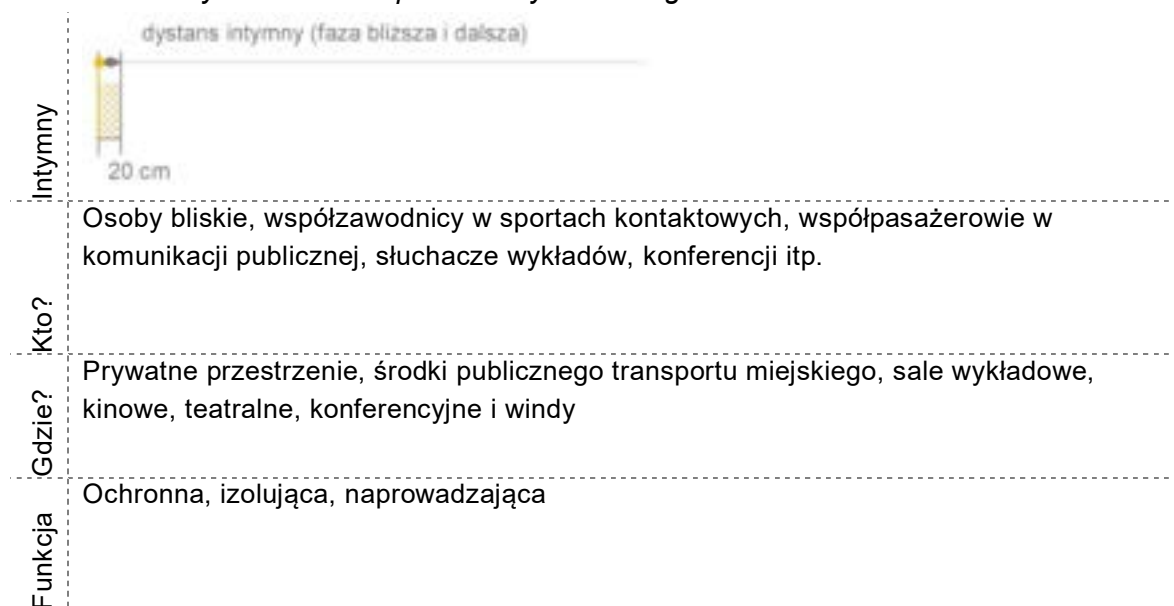 dystans intymny (faza bliższa i dalsza)
20 cm
Intymny
Osoby bliskie, współzawodnicy w sportach kontaktowych, współpasażerowie w
komunikacji publicznej, słuchacze wykładów, konferencji itp.
Kto?
Prywatne przestrzenie, środki publicznego transportu miejskiego, sale wykładowe,
kinowe, teatralne, konferencyjne i windy
Gdzie?
Ochronna, izolująca, naprowadzająca
Funkcja